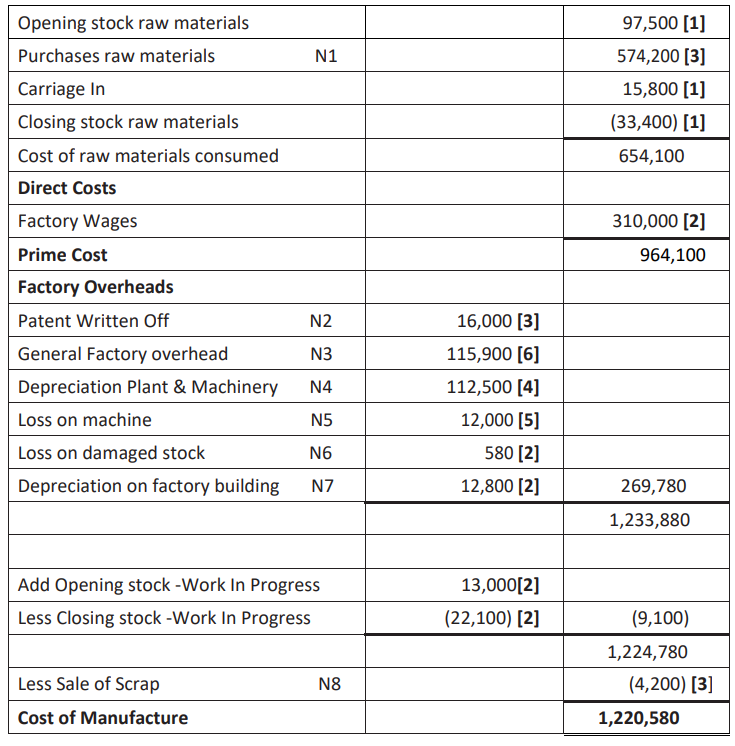 Opening stock raw materials 97,500 [1]
Purchases raw materials N1 574,200 [3]
Carriage In 15,800 [1]
Closing stock raw materials (33,400) [1]
Cost of raw materials consumed 654,100
Direct Costs
Factory Wages 310,000 [2]
Prime Cost 964,100
Factory Overheads
Patent Written Off N2 16,000 [3]
General Factory overhead N3 115,900 [6]
Depreciation Plant & Machinery N4 112,500 [4]
Loss on machine N5 12,000 [5]
Loss on damaged stock N6 580 [2]
Depreciation on factory building N7 12,800 [2] 269,780
1,233,880
Add Opening stock -Work In Progress 13,000[2]
Less Closing stock -Work In Progress (22,100) [2] (9,100)
1,224,780
Less Sale of Scrap N8 (4,200) [3]
Cost of Manufacture 1,220,580